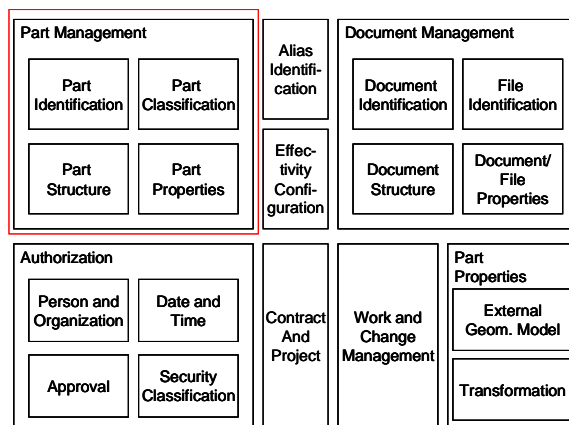 Part Management
Part
Identification
Part
Classification
Part
Structure
Part
Properties
Alias
Identifi-
cation
Effec-
tivity
Confi-
guration
Document Management
Document
Identification
File
Identification
Document
Structure
Document/
File
Properties
Authorization
Person and
Organization
Date and
Time
Approval
Security
Classification
Contract
And
Project
Work and
Change
Management
Part
Properties
External
Geom. Model
Transformation